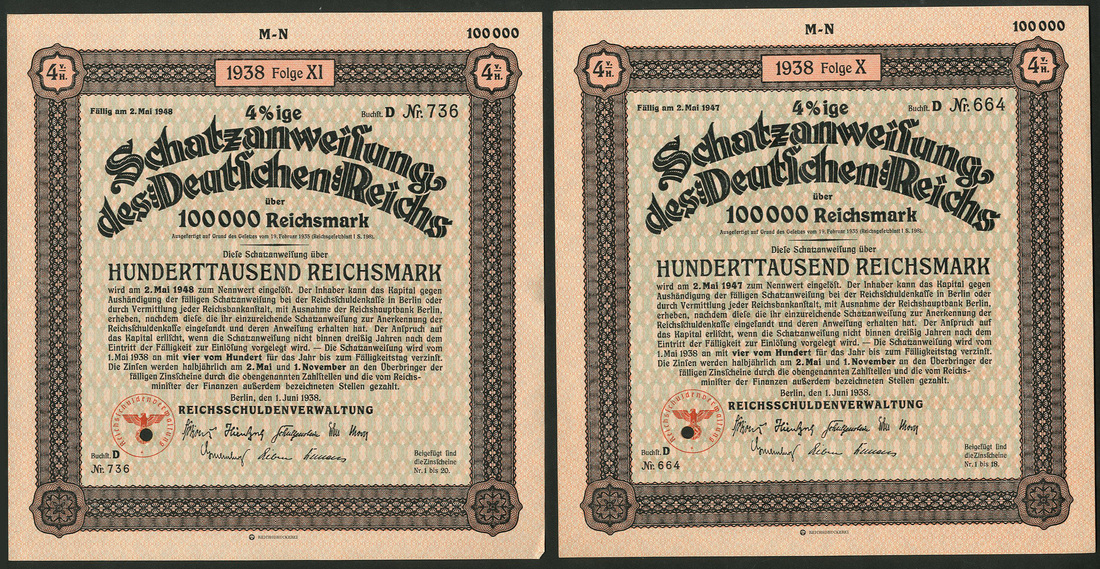 M-N
100 000
4 v. H.
1938 Folge XI
4 v. H.
Fällig am 2. Mai 1948
4%ige
Buchſt. D Nr. 736
Schatzanweiſung
des Deutſchen Reichs
über
100 000 Reichsmark
Ausgefertigt auf Grund des Geſetzes vom 19. Februar 1935 (Reichsgeſetzblatt I S. 198).
Dieſe Schatzanweiſung über
HUNDERTTAUSEND REICHSMARK
wird am 2. Mai 1948 zum Nennwert eingelöſt. Der Inhaber kann das Kapital gegen
Aushändigung der fälligen Schatzanweiſung bei der Reichsſchuldenkaſſe in Berlin oder
durch Vermittlung jeder Reichsbankanſtalt, mit Ausnahme der Reichshauptbank Berlin,
erheben, nachdem dieſe die ihr einzureichende Schatzanweiſung zur Anerkennung der
Reichsſchuldenkaſſe eingeſandt und deren Anweiſung erhalten hat. Der Anſpruch auf
das Kapital erliſcht, wenn die Schatzanweiſung nicht binnen dreißig Jahren nach dem
Eintritt der Fälligkeit zur Einlöſung vorgelegt wird. — Die Schatzanweiſung wird vom
1. Mai 1938 an mit vier vom Hundert für das Jahr bis zum Fälligkeitstag verzinſt.
Die Zinſen werden halbjährlich am 2. Mai und 1. November an den Überbringer der
fälligen Zinsſcheine durch die obengenannten Zahlſtellen und die vom Reichs-
miniſter der Finanzen außerdem bezeichneten Stellen gezahlt.
Berlin, den 1. Juni 1938.
REICHSSCHULDENVERWALTUNG
Reichsschuldenverwaltung
Buchſt. D
Nr. 736
Beigefügt ſind
die Zinsſcheine
Nr. 1 bis 20.
REICHSDRUCKEREI
M-N
100 000
4 v. H.
1938 Folge X
4 v. H.
Fällig am 2. Mai 1947
4%ige
Buchſt. D Nr. 664
Schatzanweiſung
des Deutſchen Reichs
über
100 000 Reichsmark
Ausgefertigt auf Grund des Geſetzes vom 19. Februar 1935 (Reichsgeſetzblatt I S. 198).
Dieſe Schatzanweiſung über
HUNDERTTAUSEND REICHSMARK
wird am 2. Mai 1947 zum Nennwert eingelöſt. Der Inhaber kann das Kapital gegen
Aushändigung der fälligen Schatzanweiſung bei der Reichsſchuldenkaſſe in Berlin oder
durch Vermittlung jeder Reichsbankanſtalt, mit Ausnahme der Reichshauptbank Berlin,
erheben, nachdem dieſe die ihr einzureichende Schatzanweiſung zur Anerkennung der
Reichsſchuldenkaſſe eingeſandt und deren Anweiſung erhalten hat. Der Anſpruch auf
das Kapital erliſcht, wenn die Schatzanweiſung nicht binnen dreißig Jahren nach dem
Eintritt der Fälligkeit zur Einlöſung vorgelegt wird. — Die Schatzanweiſung wird vom
1. Mai 1938 an mit vier vom Hundert für das Jahr bis zum Fälligkeitstag verzinſt.
Die Zinſen werden halbjährlich am 2. Mai und 1. November an den Überbringer der
fälligen Zinsſcheine durch die obengenannten Zahlſtellen und die vom Reichs-
miniſter der Finanzen außerdem bezeichneten Stellen gezahlt.
Berlin, den 1. Juni 1938.
REICHSSCHULDENVERWALTUNG
Reichsschuldenverwaltung
Buchſt. D
Nr. 664
Beigefügt ſind
die Zinsſcheine
Nr. 1 bis 18.
REICHSDRUCKEREI